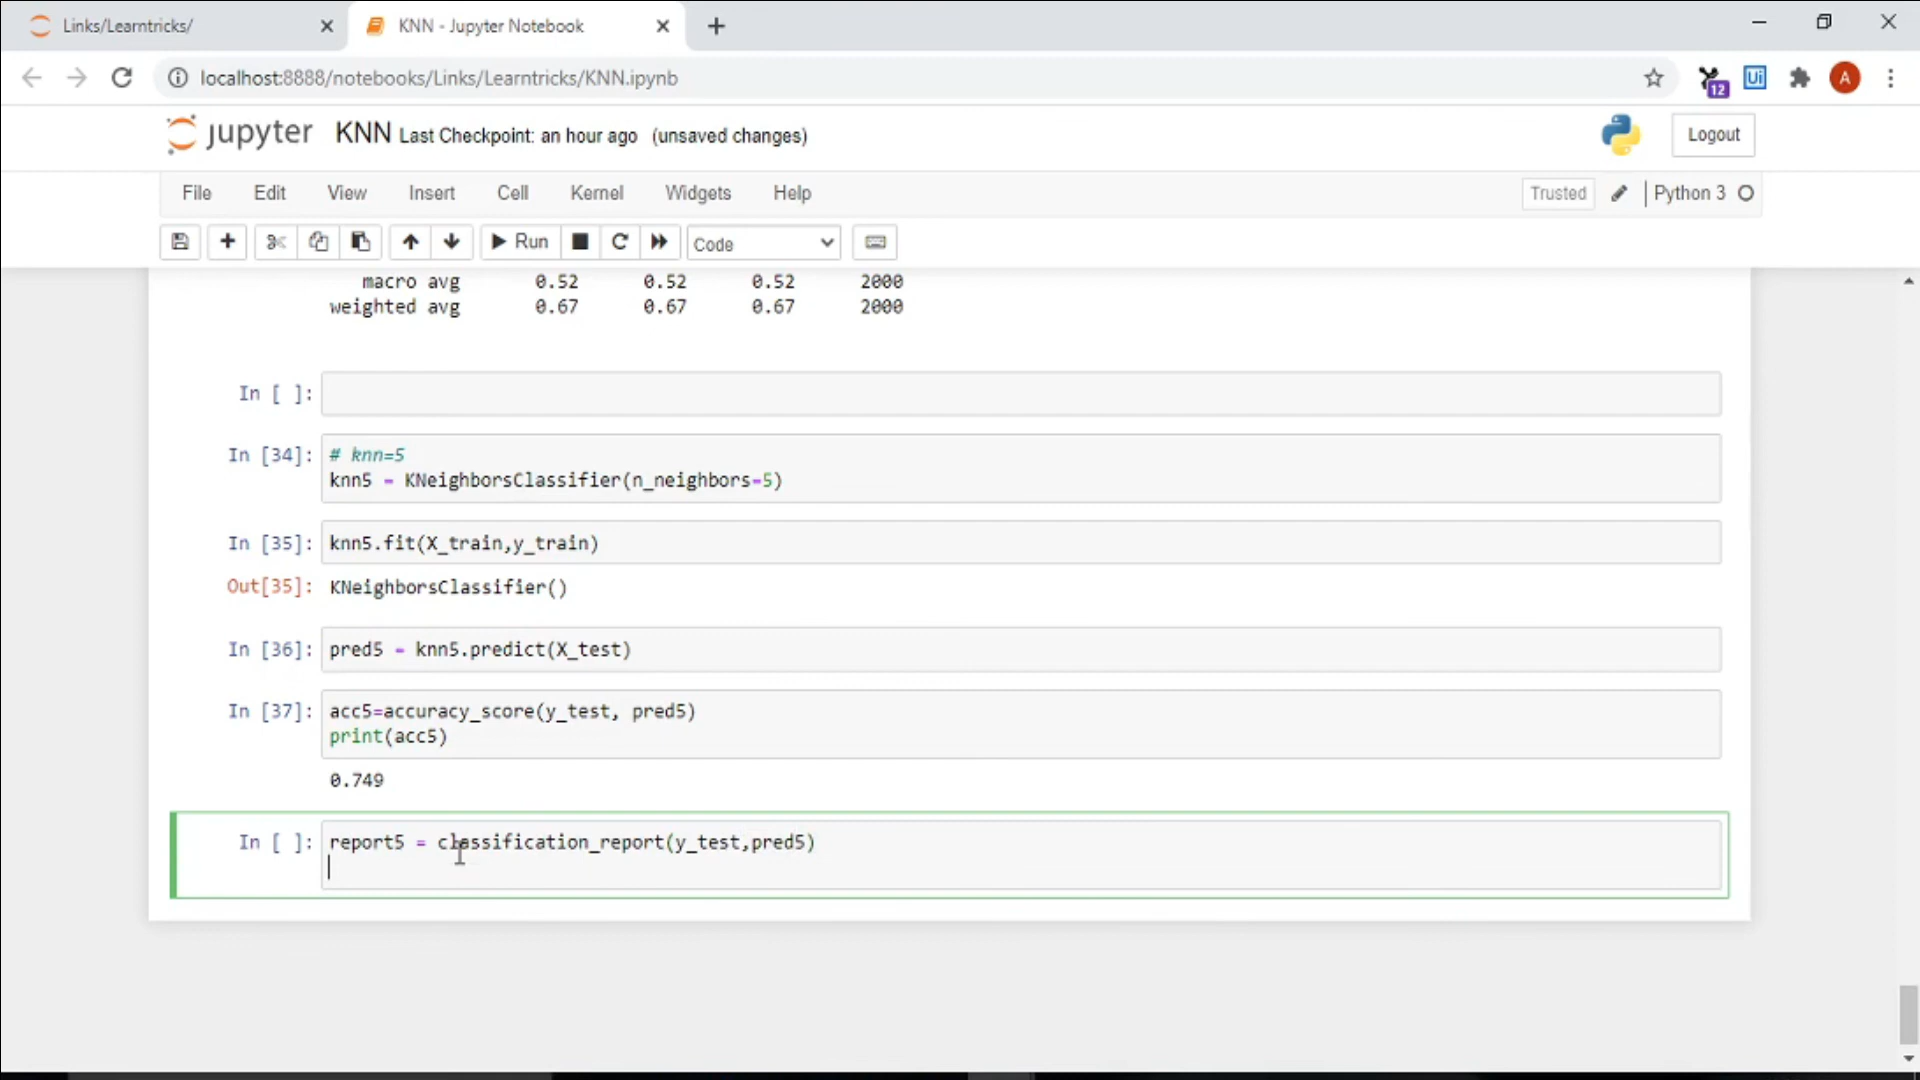 Links/Learntricks/
KNN - Jupyter Notebook
localhost:8888/notebooks/Links/Learntricks/KNN.ipynb
12
Ui
A
jupyter KNN Last Checkpoint: an hour ago (unsaved changes)
Logout
File Edit View Insert Cell Kernel Widgets Help
Trusted
Python 3
Run
Code
macro avg 0.52 0.52 0.52 2000
weighted avg 0.67 0.67 0.67 2000
In [ ]:
In [34]: # knn=5
knn5 = KNeighborsClassifier(n_neighbors=5)
In [35]: knn5.fit(X_train,y_train)
Out[35]: KNeighborsClassifier()
In [36]: pred5 = knn5.predict(X_test)
In [37]: acc5=accuracy_score(y_test, pred5)
print(acc5)
0.749
In [ ]: report5 = classification_report(y_test,pred5)